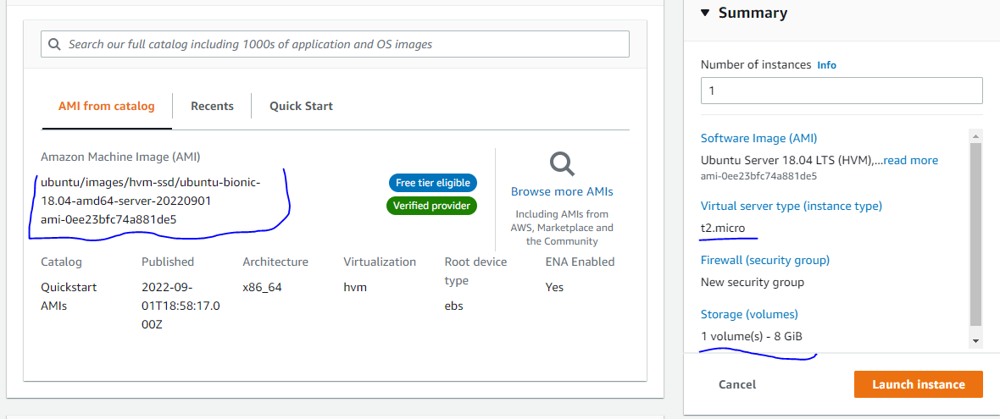 Search our full catalog including 1000s of application and OS images
AMI from catalog
Recents
Quick Start
Amazon Machine Image (AMI)
ubuntu/images/hvm-ssd/ubuntu-bionic-
18.04-amd64-server-20220901
ami-0ee23bfc74a881de5
Free tier eligible
Verified provider
Browse more AMIs
Including AMIs from
AWS, Marketplace and
the Community
Catalog
Quickstart
AMIs
Published
2022-09-
01T18:58:17.0
00Z
Architecture
x86_64
Virtualization
hvm
Root device
type
ebs
ENA Enabled
Yes
Summary
Number of instances Info
1
Software Image (AMI)
Ubuntu Server 18.04 LTS (HVM),...read more
ami-0ee23bfc74a881de5
Virtual server type (instance type)
t2.micro
Firewall (security group)
New security group
Storage (volumes)
1 volume(s) - 8 GiB
Cancel
Launch instance